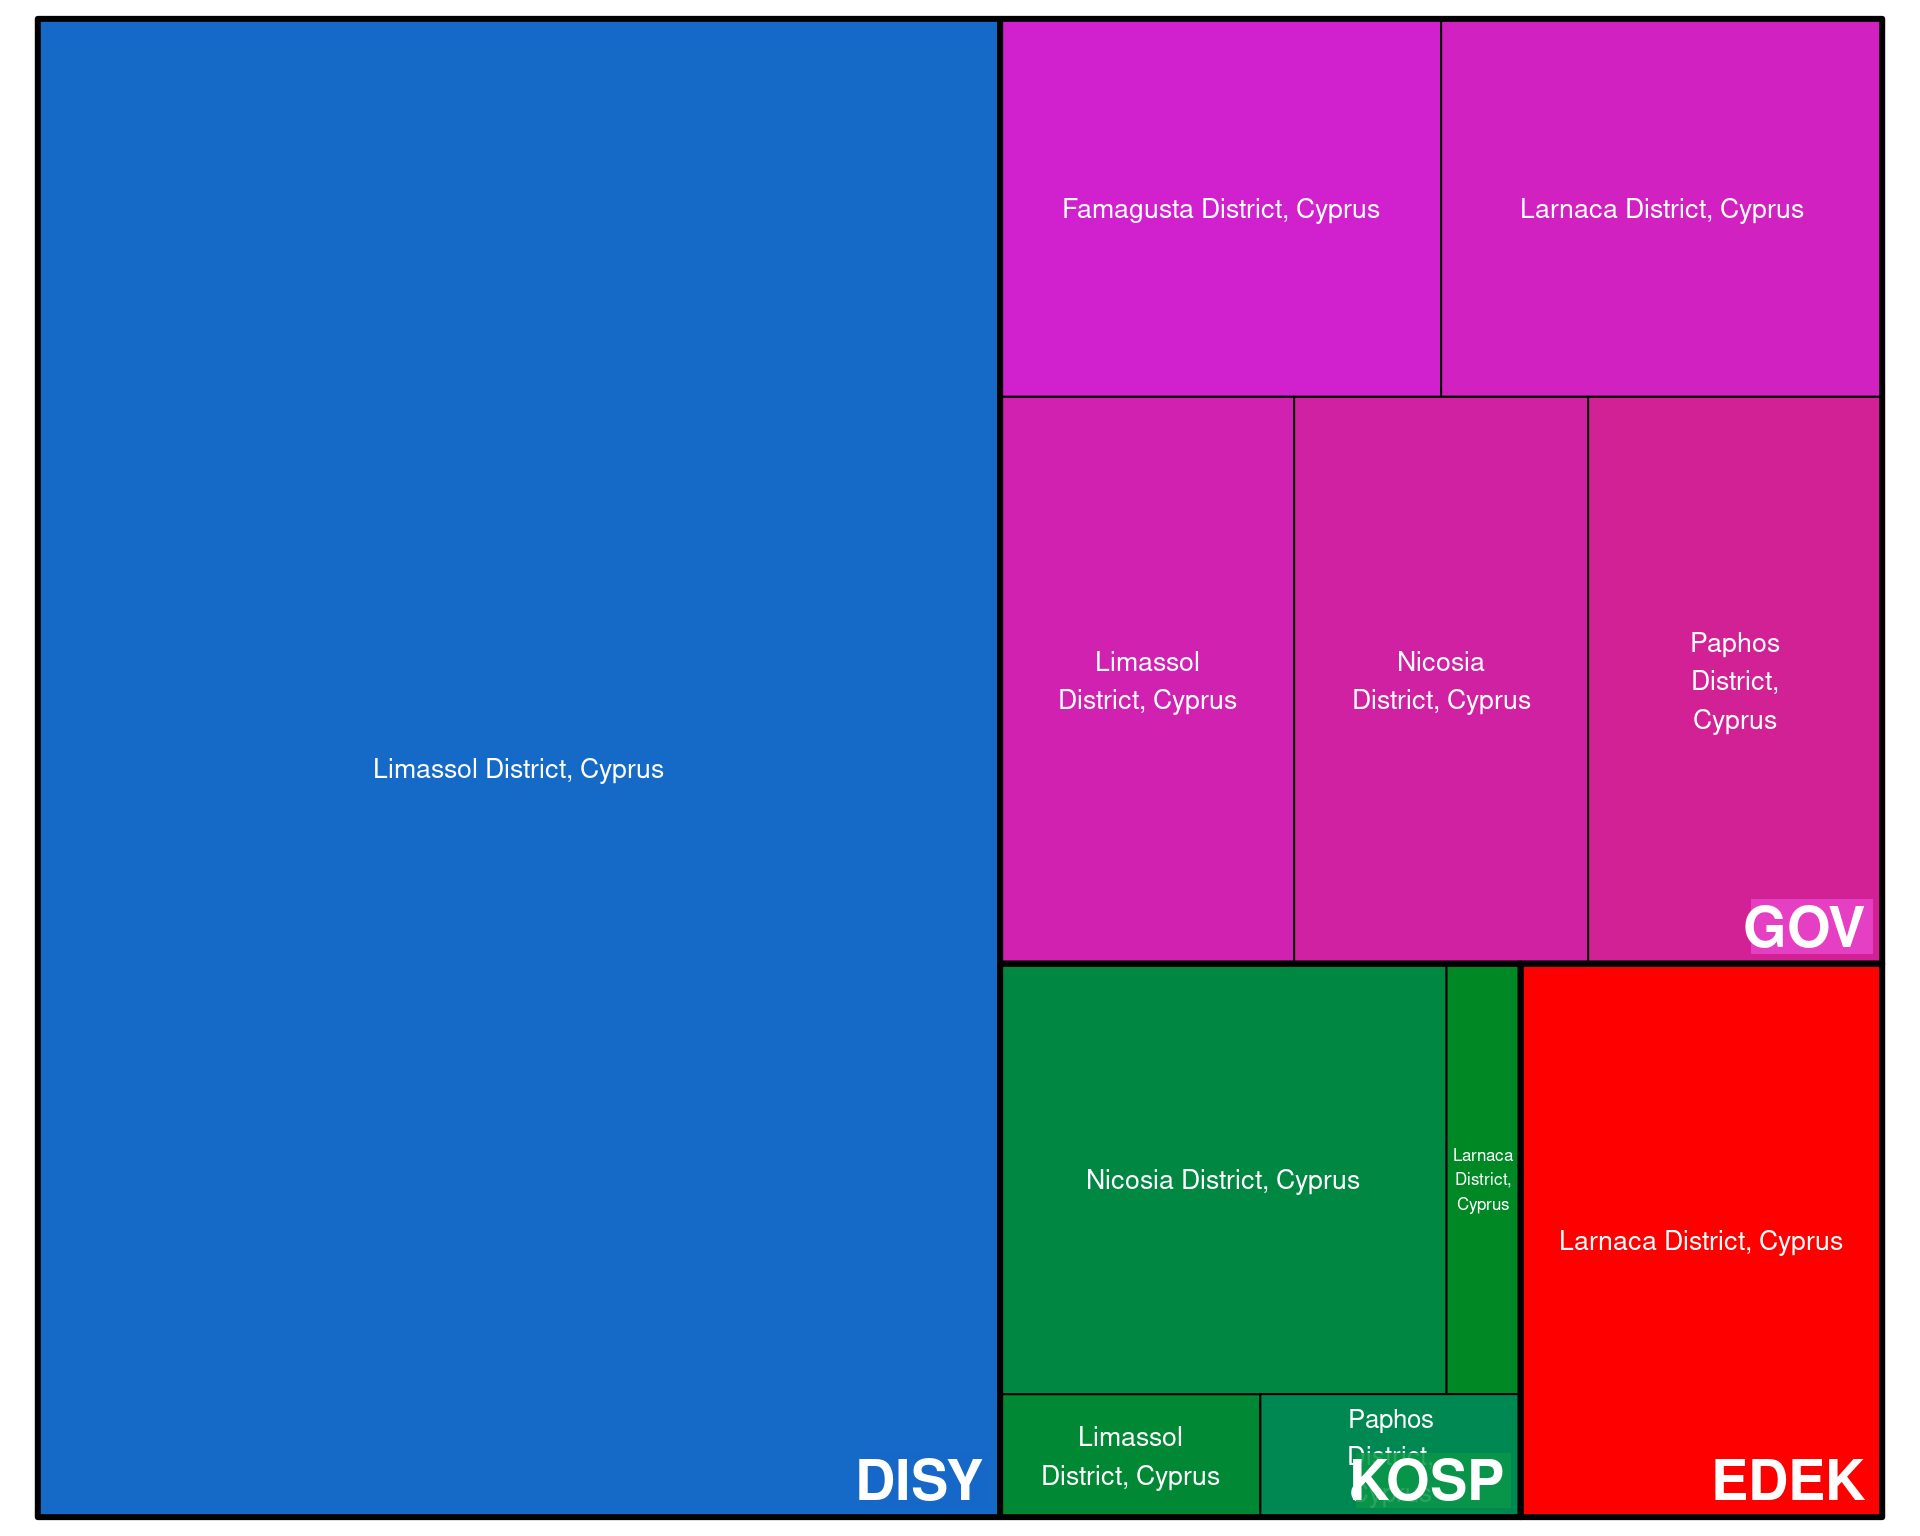 Famagusta District, Cyprus
Larnaca District, Cyprus
Limassol District, Cyprus
Limassol
District, Cyprus
Nicosia
District, Cyprus
Paphos
District,
Cyprus
GOV
Nicosia District, Cyprus
Larnaca
District,
Cyprus
Larnaca District, Cyprus
Limassol
District, Cyprus
Paphos
District,
Cyprus
DISY
KOSP
EDEK